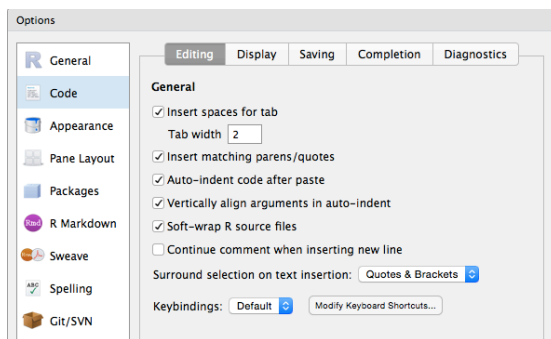 Options
General
Code
Appearance
Pane Layout
Packages
Rmd R Markdown
Sweave
ABC Spelling
Git/SVN
Editing Display Saving Completion Diagnostics
General
Insert spaces for tab
Tab width 2
Insert matching parens/quotes
Auto-indent code after paste
Vertically align arguments in auto-indent
Soft-wrap R source files
Continue comment when inserting new line
Surround selection on text insertion: Quotes & Brackets
Keybindings: Default Modify Keyboard Shortcuts...